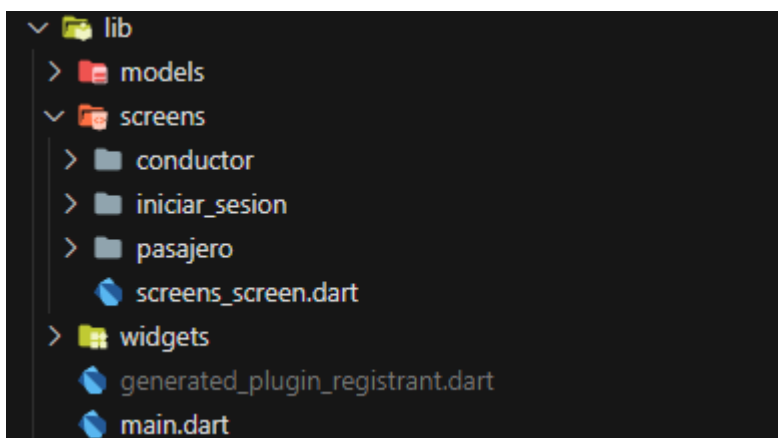 lib
models
screens
conductor
iniciar_sesion
pasajero
screens_screen.dart
widgets
generated_plugin_registrant.dart
main.dart